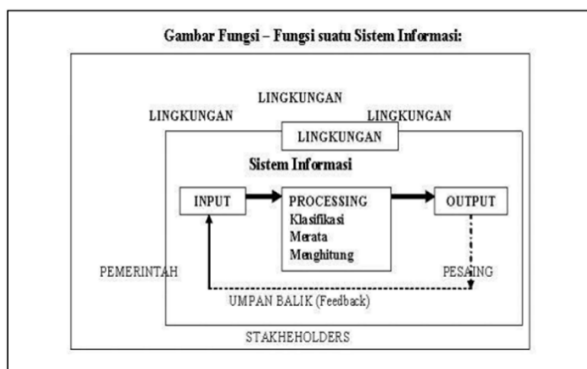 Gambar Fungsi – Fungsi suatu Sistem Informasi:
LINGKUNGAN
LINGKUNGAN
LINGKUNGAN
LINGKUNGAN
Sistem Informasi
INPUT
PROCESSING
Klasifikasi
Merata
Menghitung
OUTPUT
PEMERINTAH
PESAING
UMPAN BALIK (Feedback)
STAKHEHOLDERS